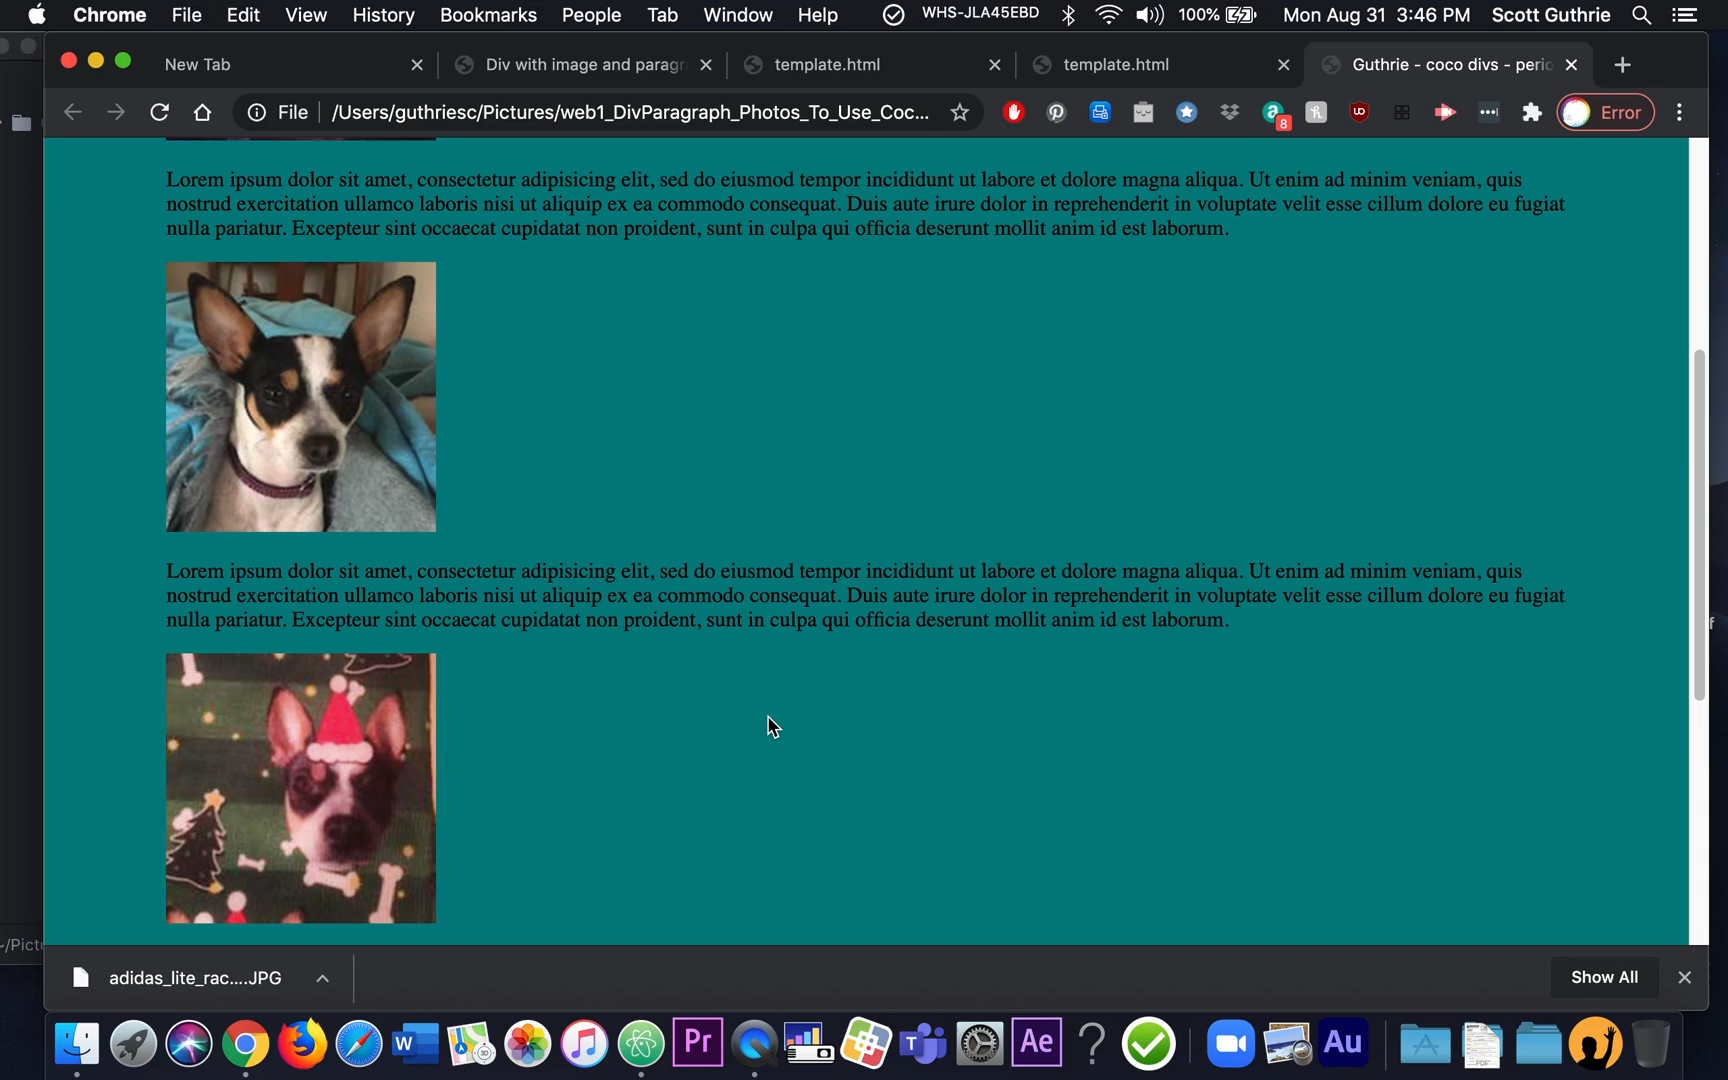 Chrome File Edit View History Bookmarks People Tab Window Help WHS-JLA45EBD 100% Mon Aug 31 3:46 PM Scott Guthrie
New Tab Div with image and paragr template.html template.html Guthrie - coco divs - perio
File /Users/guthriesc/Pictures/web1_DivParagraph_Photos_To_Use_Coc... 8 Error
Lorem ipsum dolor sit amet, consectetur adipisicing elit, sed do eiusmod tempor incididunt ut labore et dolore magna aliqua. Ut enim ad minim veniam, quis
nostrud exercitation ullamco laboris nisi ut aliquip ex ea commodo consequat. Duis aute irure dolor in reprehenderit in voluptate velit esse cillum dolore eu fugiat
nulla pariatur. Excepteur sint occaecat cupidatat non proident, sunt in culpa qui officia deserunt mollit anim id est laborum.
Lorem ipsum dolor sit amet, consectetur adipisicing elit, sed do eiusmod tempor incididunt ut labore et dolore magna aliqua. Ut enim ad minim veniam, quis
nostrud exercitation ullamco laboris nisi ut aliquip ex ea commodo consequat. Duis aute irure dolor in reprehenderit in voluptate velit esse cillum dolore eu fugiat
nulla pariatur. Excepteur sint occaecat cupidatat non proident, sunt in culpa qui officia deserunt mollit anim id est laborum.
~/Pictu
adidas_lite_rac....JPG Show All
W 3D Pr T Ae ? Au PDF